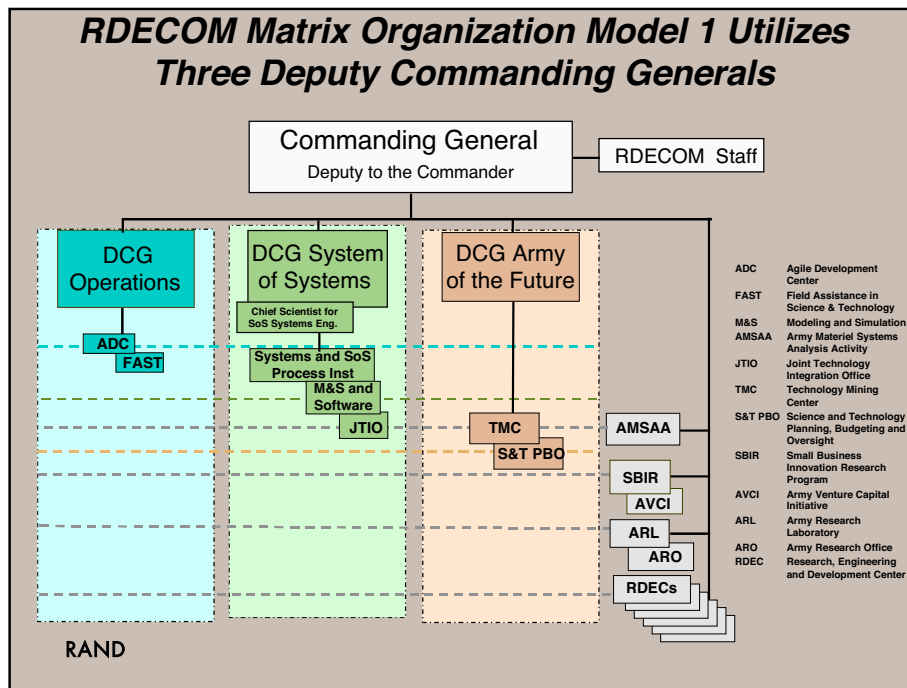 RDECOM Matrix Organization Model 1 Utilizes
Three Deputy Commanding Generals
Commanding General
Deputy to the Commander
RDECOM Staff
DCG
Operations
ADC
FAST
DCG System
of Systems
Chief Scientist for
SoS Systems Eng.
Systems and SoS
Process Inst
M&S and
Software
JTIO
DCG Army
of the Future
TMC
S&T PBO
AMSAA
SBIR
AVCI
ARL
ARO
RDECs
ADC Agile Development
Center
FAST Field Assistance in
Science & Technology
M&S Modeling and Simulation
AMSAA Army Materiel Systems
Analysis Activity
JTIO Joint Technology
Integration Office
TMC Technology Mining
Center
S&T PBO Science and Technology
Planning, Budgeting and
Oversight
SBIR Small Business
Innovation Research
Program
AVCI Army Venture Capital
Initiative
ARL Army Research
Laboratory
ARO Army Research Office
RDEC Research, Engineering
and Development Center
RAND